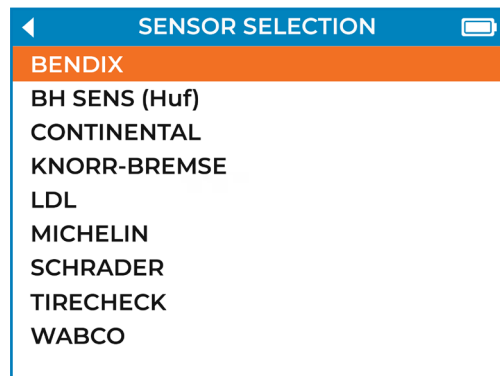 SENSOR SELECTION
BENDIX
BH SENS (Huf)
CONTINENTAL
KNORR-BREMSE
LDL
MICHELIN
SCHRADER
TIRECHECK
WABCO